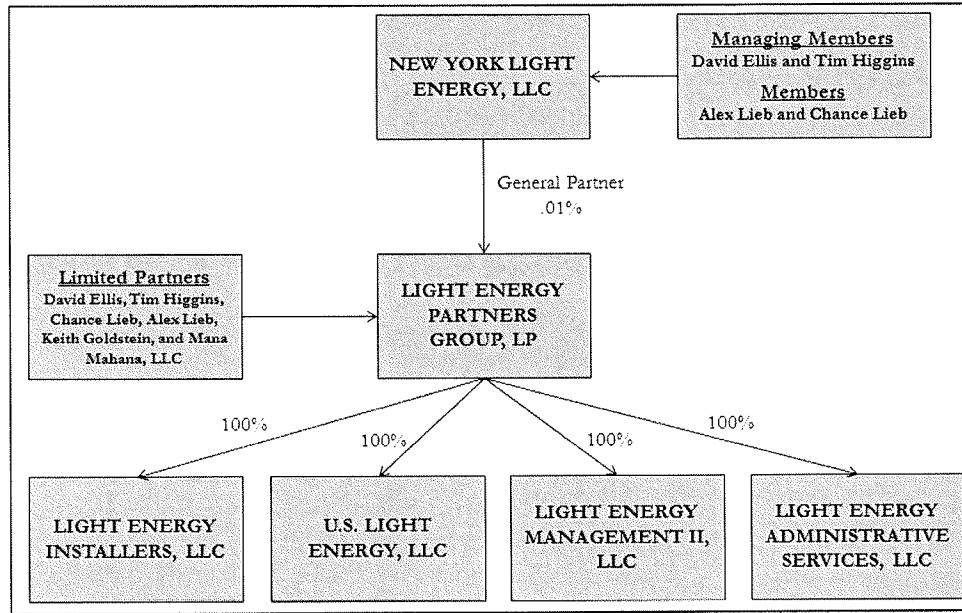 NEW YORK LIGHT
ENERGY, LLC
Managing Members
David Ellis and Tim Higgins
Members
Alex Lieb and Chance Lieb
General Partner
.01%
Limited Partners
David Ellis, Tim Higgins,
Chance Lieb, Alex Lieb,
Keith Goldstein, and Mana
Mahana, LLC
LIGHT ENERGY
PARTNERS
GROUP, LP
100%
100%
100%
100%
LIGHT ENERGY
INSTALLERS, LLC
U.S. LIGHT
ENERGY, LLC
LIGHT ENERGY
MANAGEMENT II,
LLC
LIGHT ENERGY
ADMINISTRATIVE
SERVICES, LLC